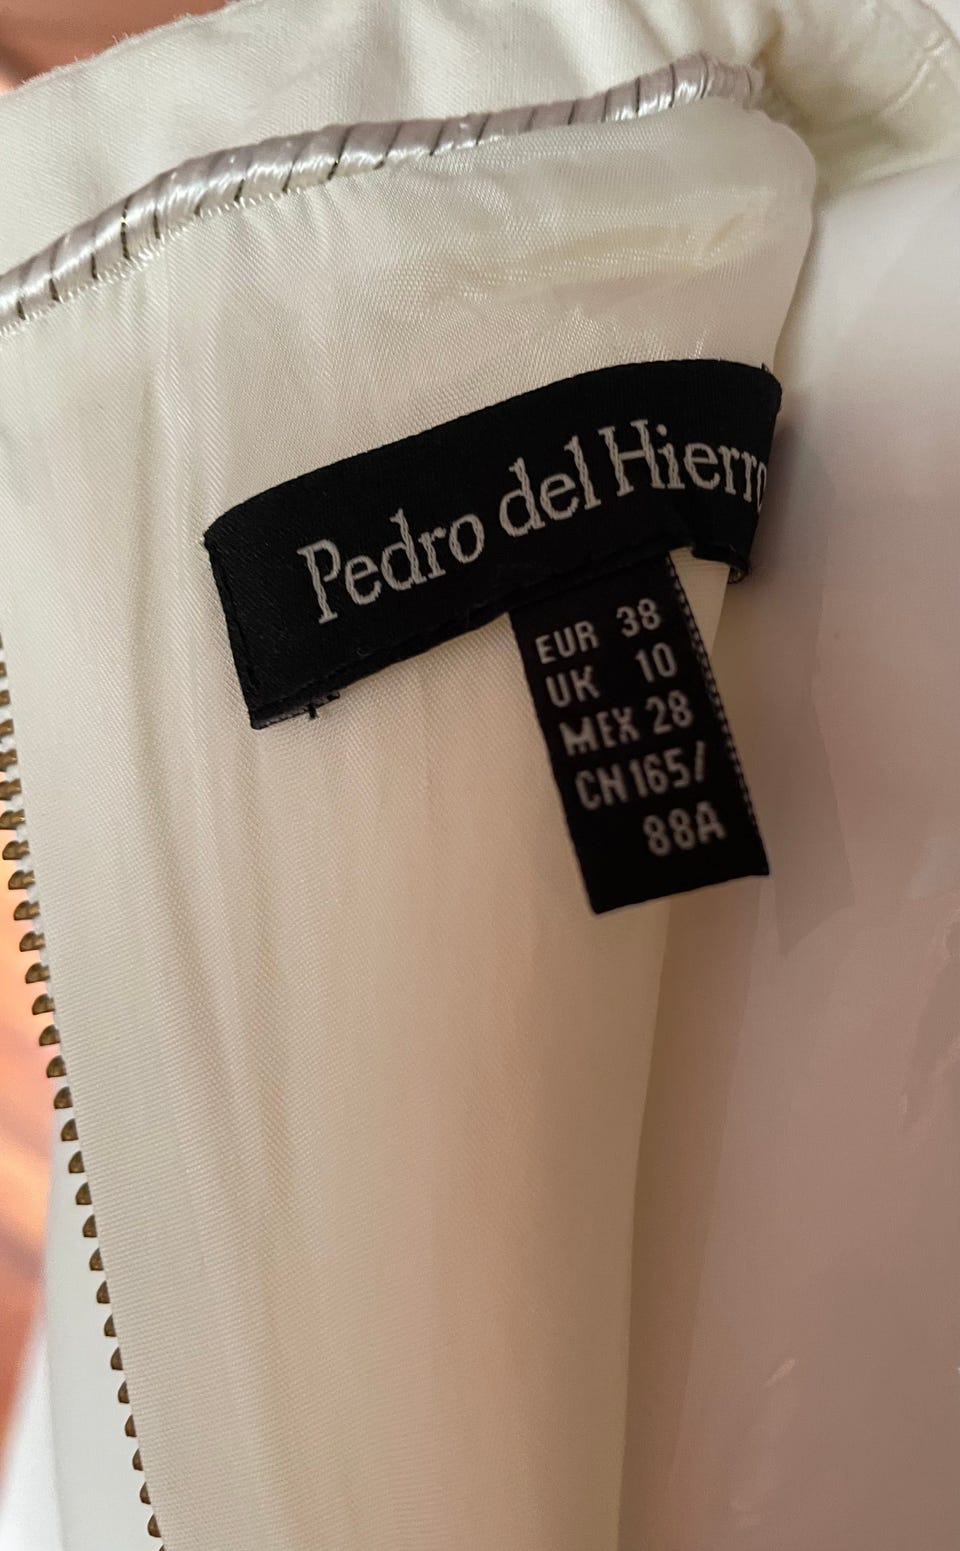 Pedro del Hierro
EUR 38
UK 10
MEX 28
CH 165/
88A